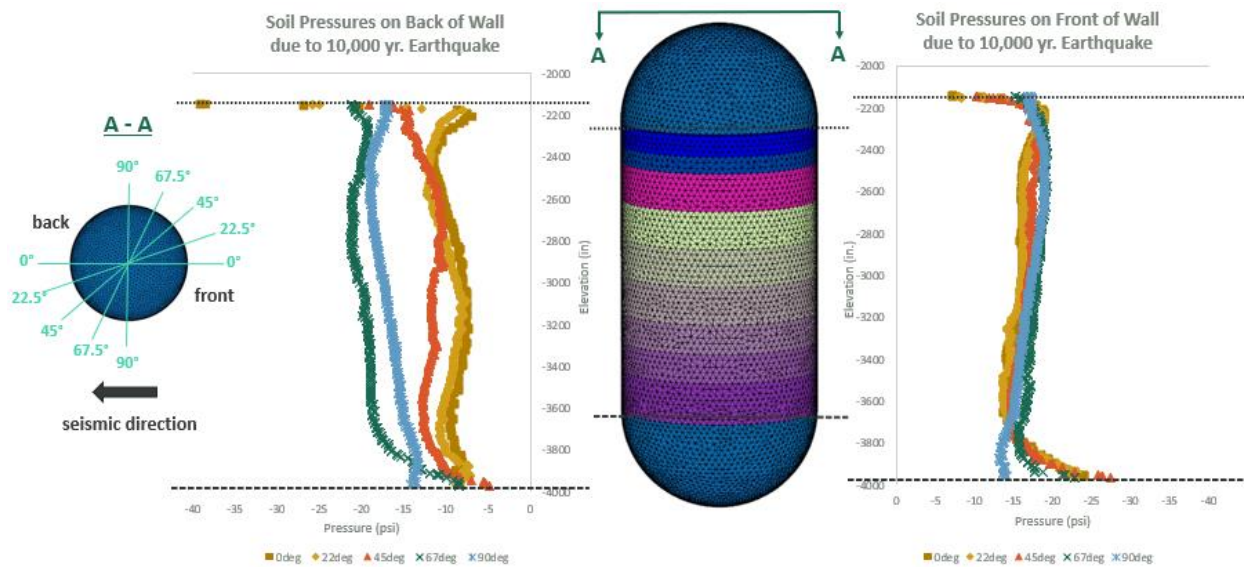 Soil Pressures on Back of Wall
due to 10,000 yr. Earthquake
A
A
Soil Pressures on Front of Wall
due to 10,000 yr. Earthquake
A - A
90°
67.5°
45°
22.5°
0°
back
0°
front
22.5°
45°
67.5°
90°
seismic direction
-2000
-2200
-2400
-2600
-2800
-3000
-3200
-3400
-3600
-3800
-4000
Elevation (in)
-40
-35
-30
-25
-20
-15
-10
-5
0
Pressure (psi)
0deg
22deg
45deg
67deg
90deg
-2000
-2200
-2400
-2600
-2800
-3000
-3200
-3400
-3600
-3800
-4000
Elevation (in.)
0
-5
-10
-15
-20
-25
-30
-35
-40
Pressure (psi)
0deg
22deg
45deg
67deg
90deg